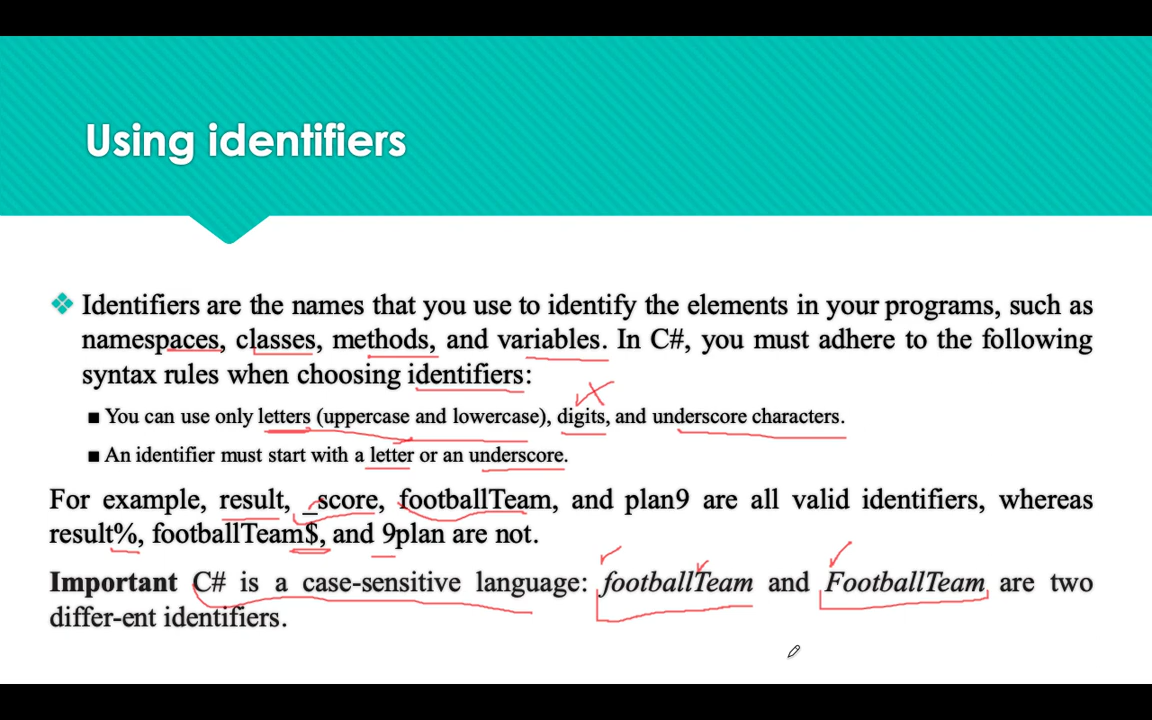 Using identifiers
Identifiers are the names that you use to identify the elements in your programs, such as
namespaces, classes, methods, and variables. In C#, you must adhere to the following
syntax rules when choosing identifiers:
■ You can use only letters (uppercase and lowercase), digits, and underscore characters.
■ An identifier must start with a letter or an underscore.
For example, result, _score, footballTeam, and plan9 are all valid identifiers, whereas
result%, footballTeam$, and 9plan are not.
Important C# is a case-sensitive language: footballTeam and FootballTeam are two
differ-ent identifiers.